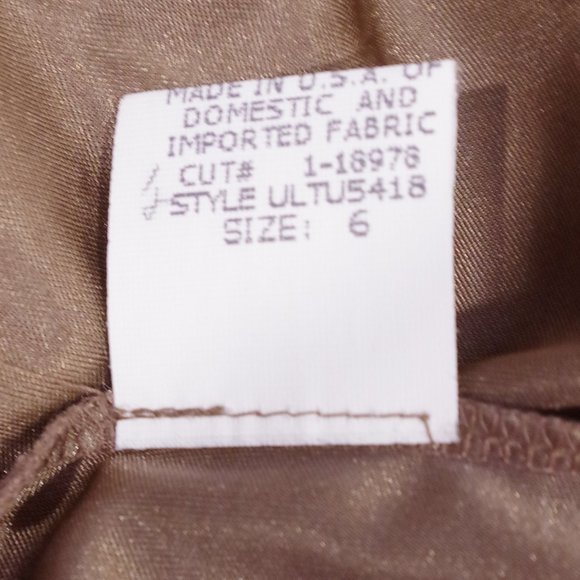 MADE IN U.S.A. OF
DOMESTIC AND
IMPORTED FABRIC
CUT# 1-18978
STYLE ULTU5418
SIZE: 6